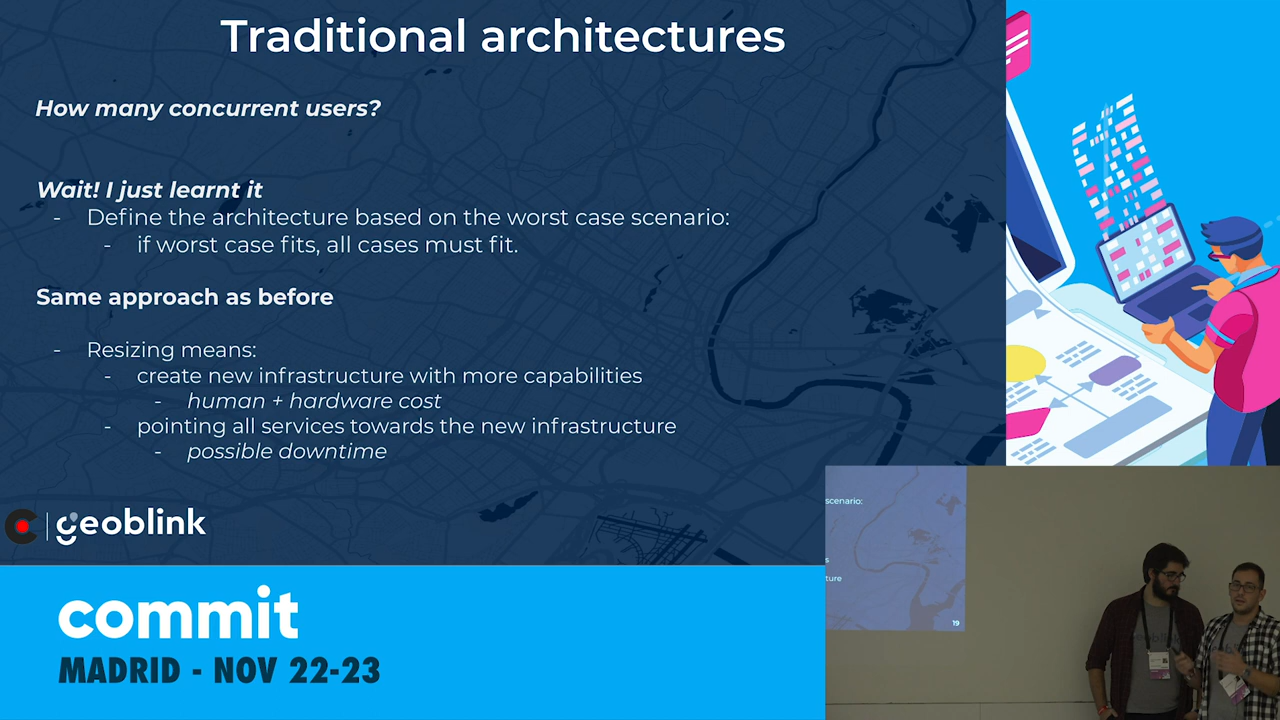 Traditional architectures
How many concurrent users?
Wait! I just learnt it
- Define the architecture based on the worst case scenario:
- if worst case fits, all cases must fit.
Same approach as before
- Resizing means:
- create new infrastructure with more capabilities
- human + hardware cost
- pointing all services towards the new infrastructure
- possible downtime
geoblink
commit
MADRID - NOV 22-23
scenario:
s
ture
19